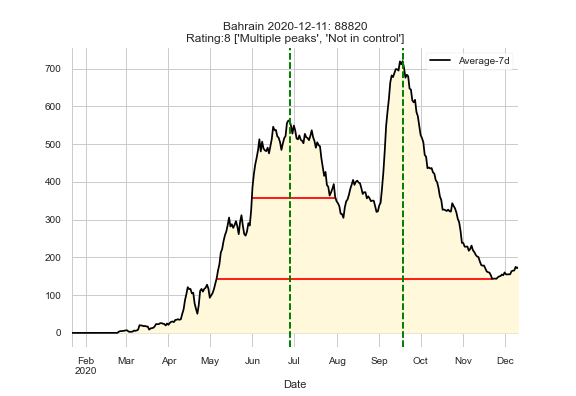 Bahrain 2020-12-11: 88820
Rating:8 ['Multiple peaks', 'Not in control']
Average-7d
700
600
500
400
300
200
100
0
Feb Mar Apr May Jun Jul Aug Sep Oct Nov Dec
2020
Date